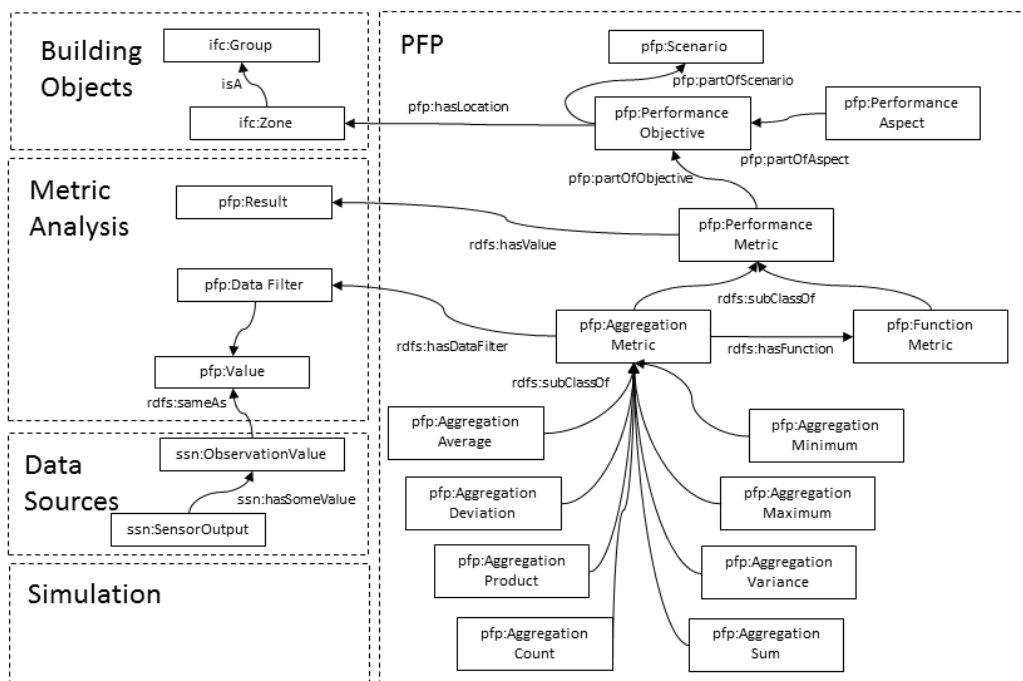 Building
Objects
ifc:Group
isA
ifc:Zone
Metric
Analysis
pfp:Result
pfp:Data Filter
pfp:Value
rdfs:sameAs
Data
Sources
ssn:ObservationValue
ssn:hasSomeValue
ssn:SensorOutput
Simulation
PFP
pfp:Scenario
pfp:partOfScenario
pfp:hasLocation
pfp:Performance
Objective
pfp:Performance
Aspect
pfp:partOfAspect
pfp:partOfObjective
pfp:Performance
Metric
rdfs:hasValue
rdfs:subClassOf
pfp:Aggregation
Metric
pfp:Function
Metric
rdfs:hasDataFilter
rdfs:hasFunction
rdfs:subClassOf
pfp:Aggregation
Average
pfp:Aggregation
Minimum
pfp:Aggregation
Deviation
pfp:Aggregation
Maximum
pfp:Aggregation
Product
pfp:Aggregation
Variance
pfp:Aggregation
Count
pfp:Aggregation
Sum